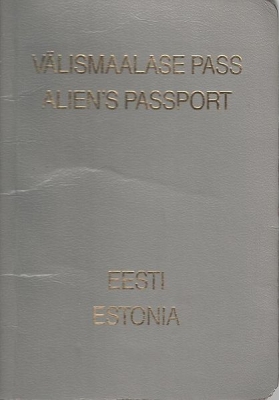 VÄLISMAALASE PASS
ALIEN'S PASSPORT
EESTI
ESTONIA